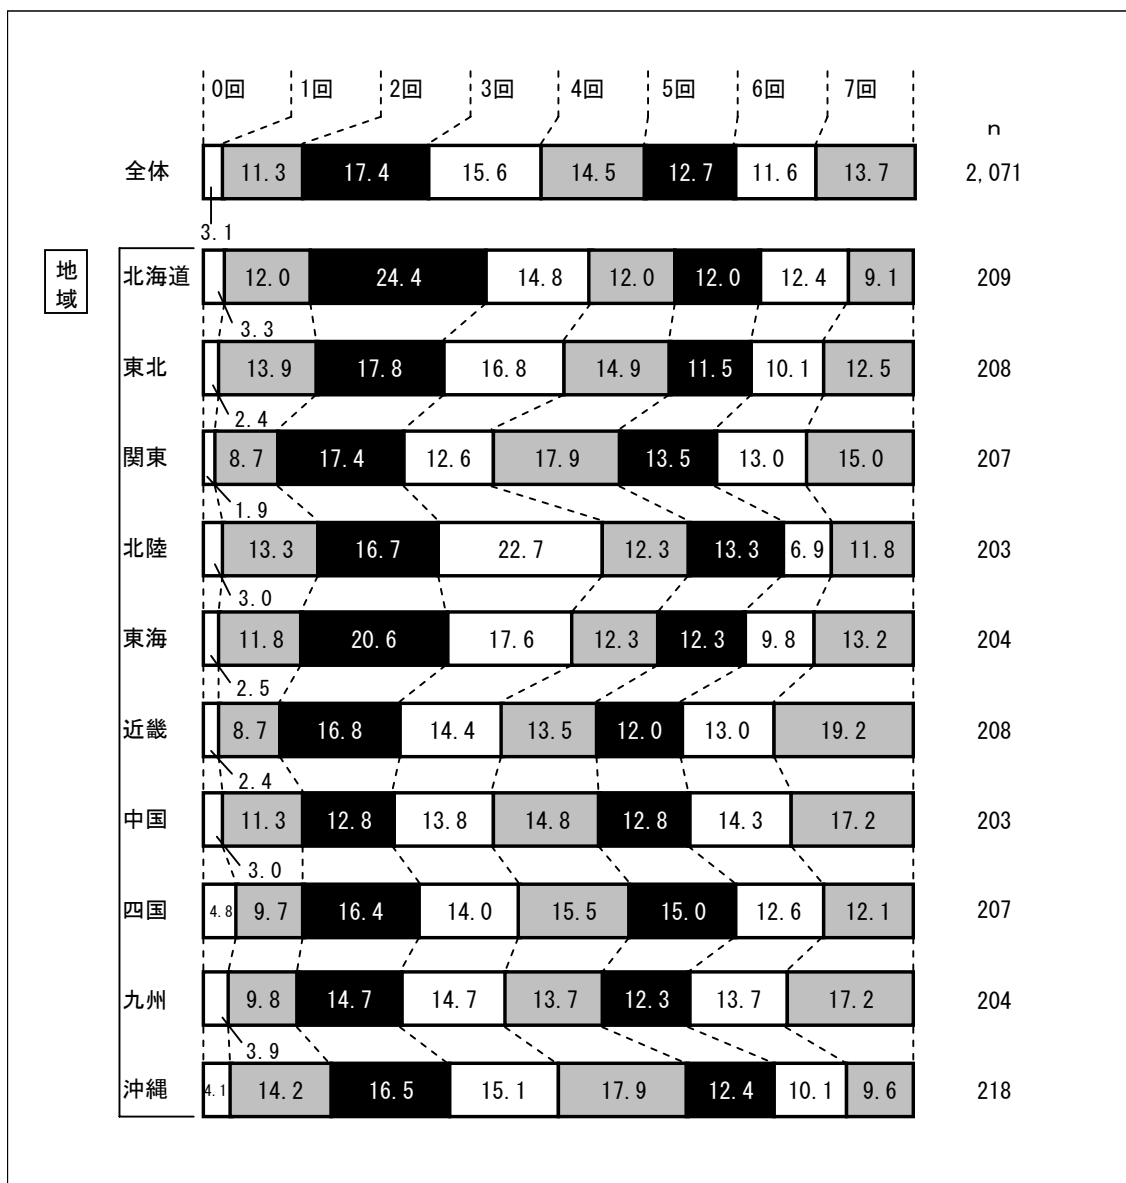 0回 1回 2回 3回 4回 5回 6回 7回
n
全体 11.3 17.4 15.6 14.5 12.7 11.6 13.7 2,071
3.1
地域
北海道 12.0 24.4 14.8 12.0 12.0 12.4 9.1 209
3.3
東北 13.9 17.8 16.8 14.9 11.5 10.1 12.5 208
2.4
関東 8.7 17.4 12.6 17.9 13.5 13.0 15.0 207
1.9
北陸 13.3 16.7 22.7 12.3 13.3 6.9 11.8 203
3.0
東海 11.8 20.6 17.6 12.3 12.3 9.8 13.2 204
2.5
近畿 8.7 16.8 14.4 13.5 12.0 13.0 19.2 208
2.4
中国 11.3 12.8 13.8 14.8 12.8 14.3 17.2 203
3.0
四国 4.8 9.7 16.4 14.0 15.5 15.0 12.6 12.1 207
九州 9.8 14.7 14.7 13.7 12.3 13.7 17.2 204
3.9
沖縄 4.1 14.2 16.5 15.1 17.9 12.4 10.1 9.6 218